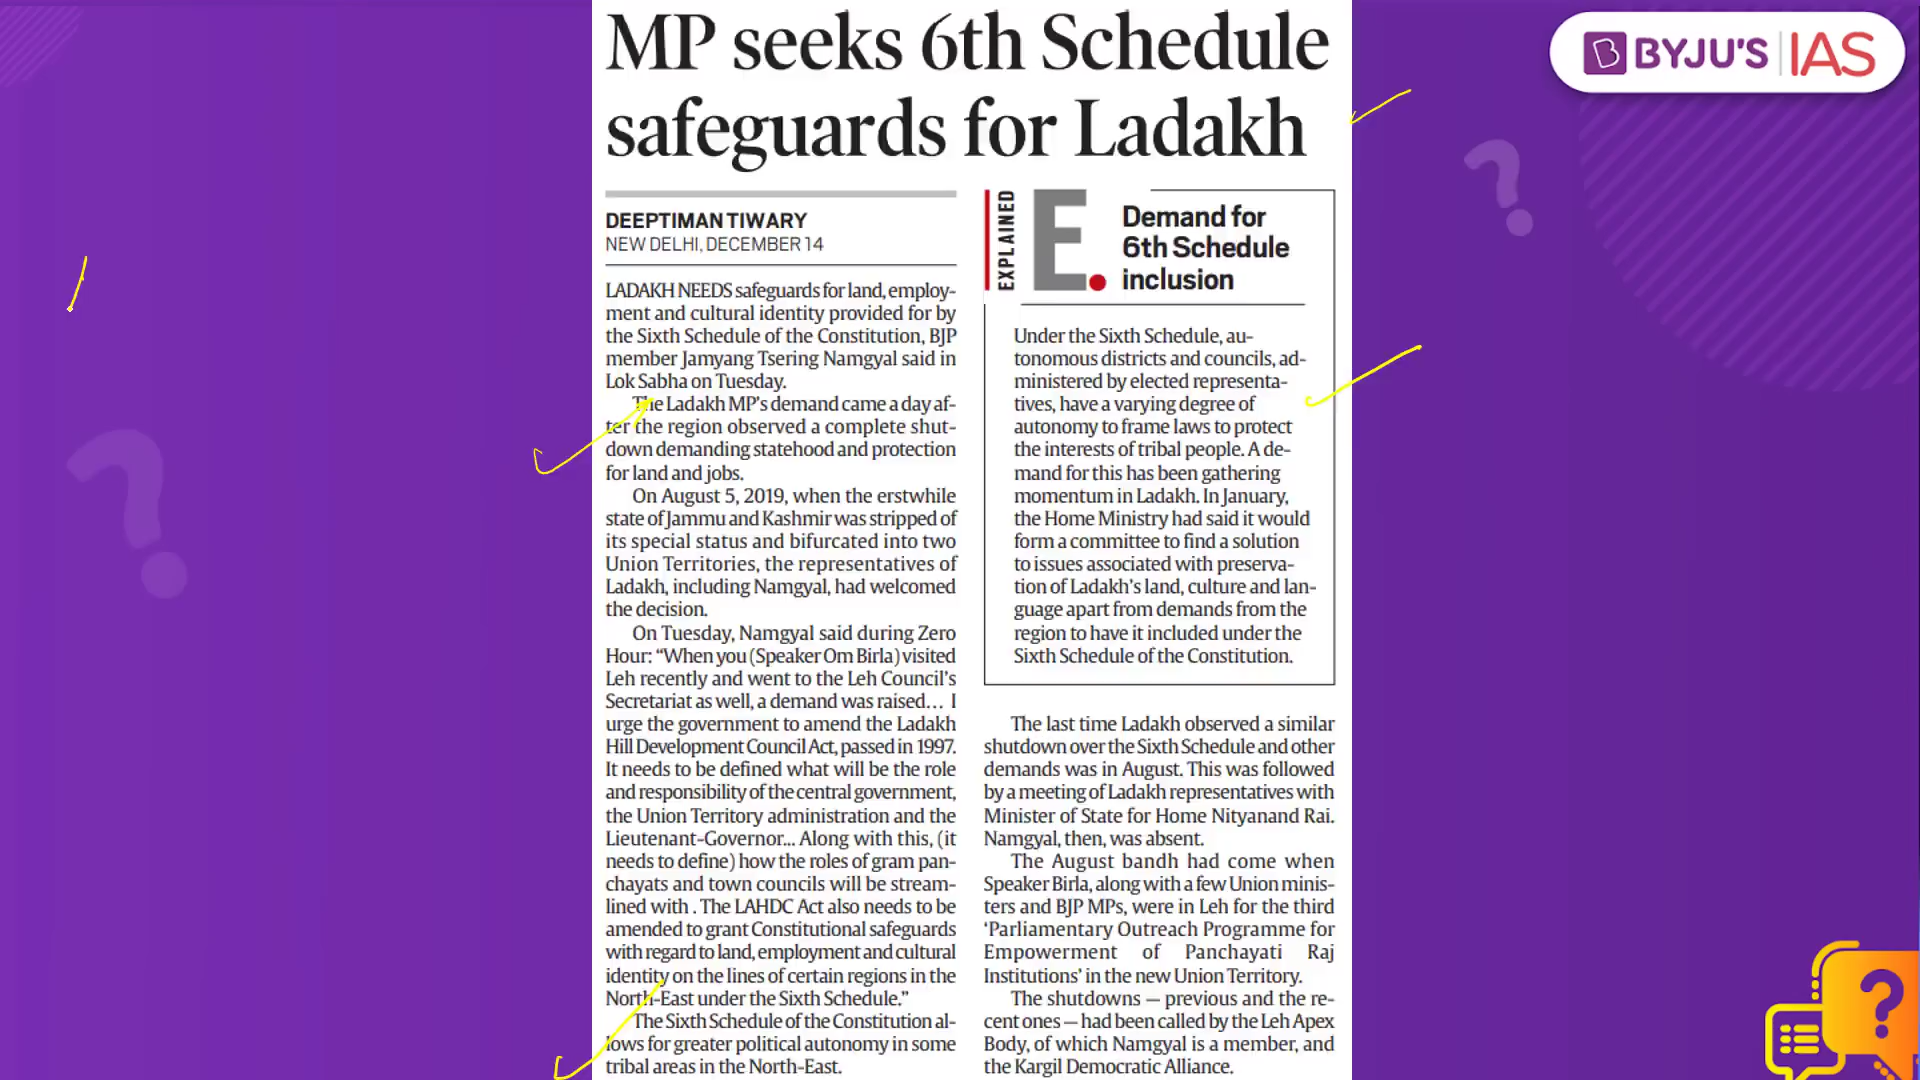 MP seeks 6th Schedule
safeguards for Ladakh
BYJU'S IAS
DEEPTIMAN TIWARY
NEW DELHI, DECEMBER 14
LADAKH NEEDS safeguards for land, employ-
ment and cultural identity provided for by
the Sixth Schedule of the Constitution, BJP
member Jamyang Tsering Namgyal said in
Lok Sabha on Tuesday.
The Ladakh MP's demand came a day af-
ter the region observed a complete shut-
down demanding statehood and protection
for land and jobs.
On August 5, 2019, when the erstwhile
state of Jammu and Kashmir was stripped of
its special status and bifurcated into two
Union Territories, the representatives of
Ladakh, including Namgyal, had welcomed
the decision.
On Tuesday, Namgyal said during Zero
Hour: “When you (Speaker Om Birla) visited
Leh recently and went to the Leh Council's
Secretariat as well, a demand was raised... I
urge the government to amend the Ladakh
Hill Development Council Act, passed in 1997.
It needs to be defined what will be the role
and responsibility of the central government,
the Union Territory administration and the
Lieutenant-Governor... Along with this, (it
needs to define) how the roles of gram pan-
chayats and town councils will be stream-
lined with . The LAHDC Act also needs to be
amended to grant Constitutional safeguards
with regard to land, employment and cultural
identity on the lines of certain regions in the
North-East under the Sixth Schedule.”
The Sixth Schedule of the Constitution al-
lows for greater political autonomy in some
tribal areas in the North-East.
EXPLAINED
E.
Demand for
6th Schedule
inclusion
Under the Sixth Schedule, au-
tonomous districts and councils, ad-
ministered by elected representa-
tives, have a varying degree of
autonomy to frame laws to protect
the interests of tribal people. A de-
mand for this has been gathering
momentum in Ladakh. In January,
the Home Ministry had said it would
form a committee to find a solution
to issues associated with preserva-
tion of Ladakh's land, culture and lan-
guage apart from demands from the
region to have it included under the
Sixth Schedule of the Constitution.
The last time Ladakh observed a similar
shutdown over the Sixth Schedule and other
demands was in August. This was followed
by a meeting of Ladakh representatives with
Minister of State for Home Nityanand Rai.
Namgyal, then, was absent.
The August bandh had come when
Speaker Birla, along with a few Union minis-
ters and BJP MPs, were in Leh for the third
‘Parliamentary Outreach Programme for
Empowerment of Panchayati Raj
Institutions’ in the new Union Territory.
The shutdowns — previous and the re-
cent ones — had been called by the Leh Apex
Body, of which Namgyal is a member, and
the Kargil Democratic Alliance.